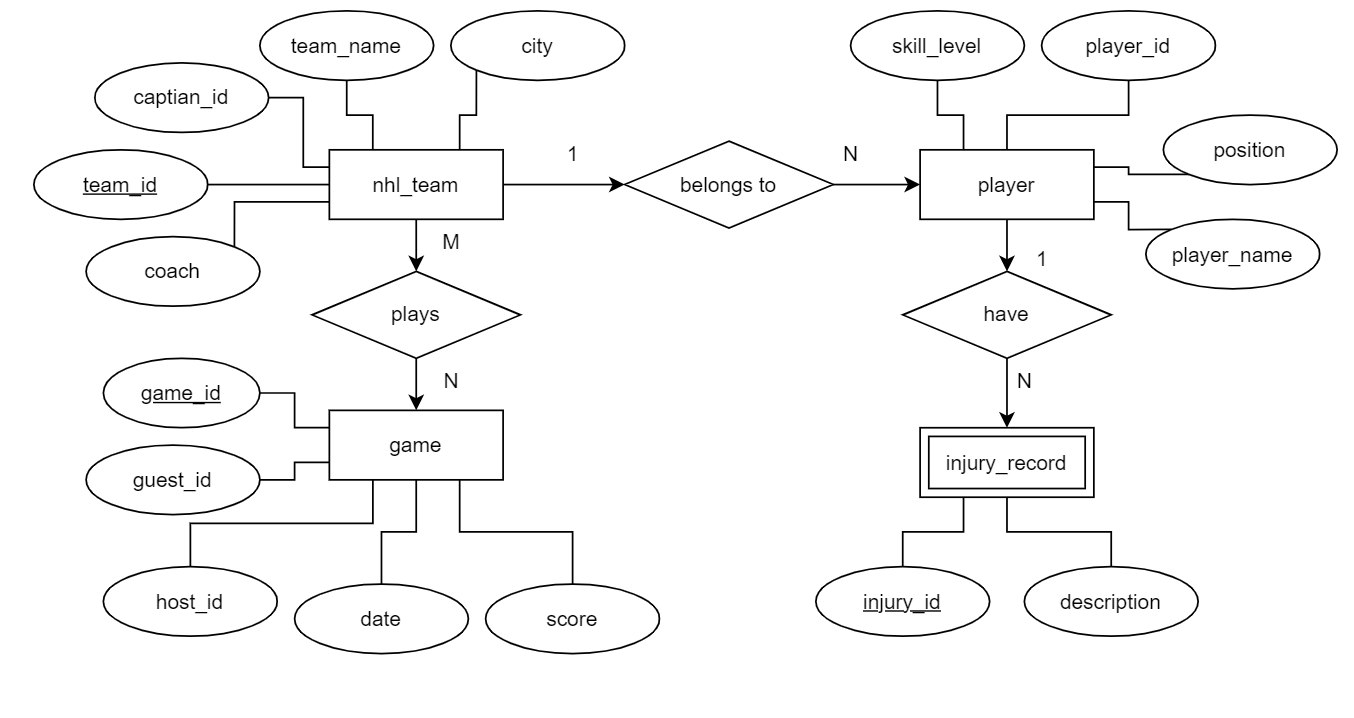 team_name
city
skill_level
player_id
captian_id
position
team_id
nhl_team
1
belongs to
N
player
coach
M
1
player_name
plays
have
game_id
N
N
game
injury_record
guest_id
host_id
date
score
injury_id
description